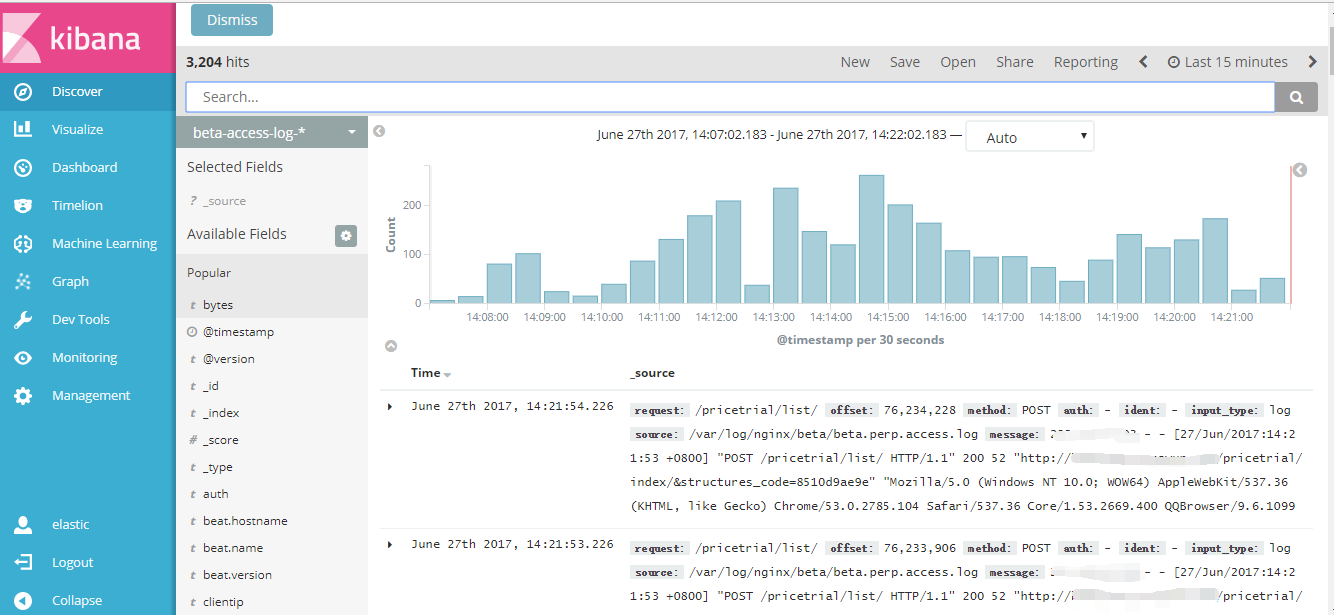 kibana
Discover
Visualize
Dashboard
Timelion
Machine Learning
Graph
Dev Tools
Monitoring
Management
elastic
Logout
Collapse
Dismiss
3,204 hits
New Save Open Share Reporting Last 15 minutes
Search...
beta-access-log-*
Selected Fields
? _source
Available Fields
Popular
t bytes
@timestamp
t @version
t _id
t _index
# _score
t _type
t auth
t beat.hostname
t beat.name
t beat.version
t clientip
June 27th 2017, 14:07:02.183 - June 27th 2017, 14:22:02.183 — Auto
Count
200
100
0
14:08:00 14:09:00 14:10:00 14:11:00 14:12:00 14:13:00 14:14:00 14:15:00 14:16:00 14:17:00 14:18:00 14:19:00 14:20:00 14:21:00
@timestamp per 30 seconds
Time _source
June 27th 2017, 14:21:54.226 request: /pricetrial/list/ offset: 76,234,228 method: POST auth: - ident: - input_type: log
source: /var/log/nginx/beta/beta.perp.access.log message: - - [27/Jun/2017:14:2
1:53 +0800] "POST /pricetrial/list/ HTTP/1.1" 200 52 "http:// /pricetrial/
index/&structures_code=8510d9ae9e" "Mozilla/5.0 (Windows NT 10.0; WOW64) AppleWebKit/537.36
(KHTML, like Gecko) Chrome/53.0.2785.104 Safari/537.36 Core/1.53.2669.400 QQBrowser/9.6.1099
June 27th 2017, 14:21:53.226 request: /pricetrial/list/ offset: 76,233,906 method: POST auth: - ident: - input_type: log
source: /var/log/nginx/beta/beta.perp.access.log message: - - [27/Jun/2017:14:2
1:53 +0800] "POST /pricetrial/list/ HTTP/1.1" 200 52 "http:// /pricetrial/